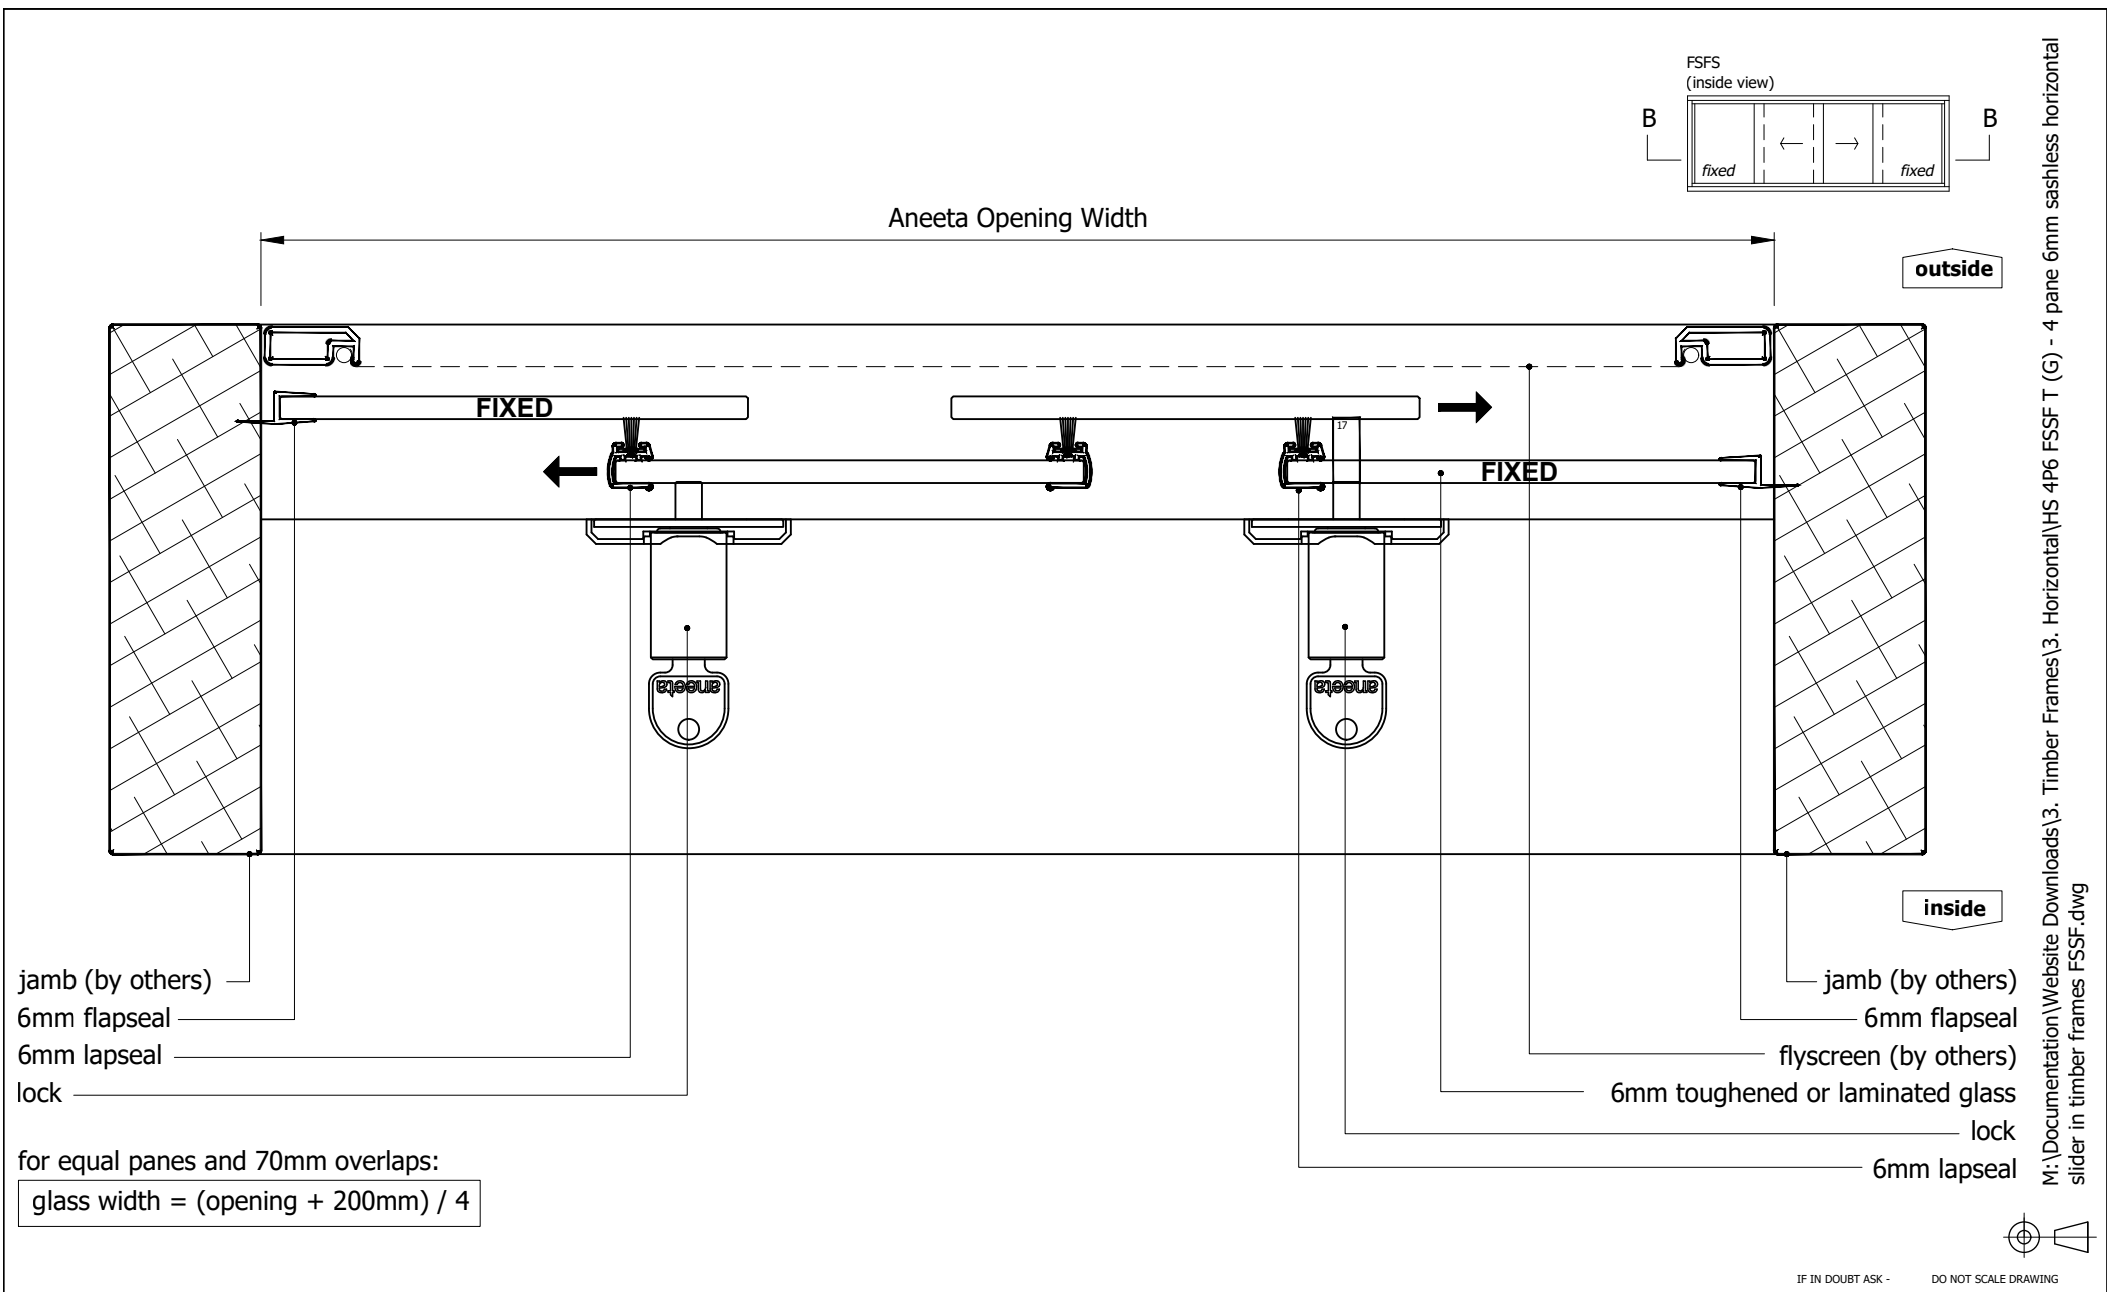 FSFS
(inside view)
B
B
fixed
fixed
Aneeta Opening Width
outside
FIXED
17
FIXED
aneeta
aneeta
inside
jamb (by others)
6mm flapseal
6mm lapseal
lock
jamb (by others)
6mm flapseal
flyscreen (by others)
6mm toughened or laminated glass
lock
6mm lapseal
for equal panes and 70mm overlaps:
glass width = (opening + 200mm) / 4
M:\Documentation\Website Downloads\3. Timber Frames\3. Horizontal\HS 4P6 FSSF T (G) - 4 pane 6mm sashless horizontal
slider in timber frames FSSF.dwg
IF IN DOUBT ASK - DO NOT SCALE DRAWING